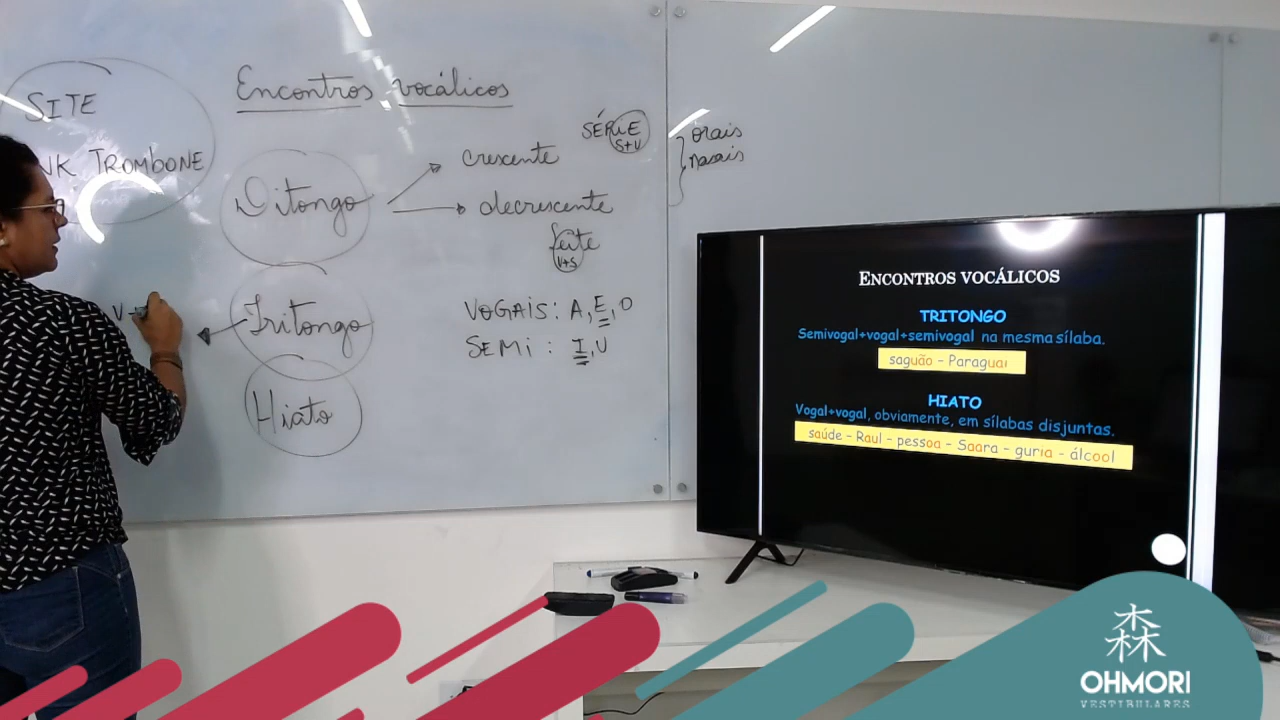 SITE
NK TROMBONE
Encontros vocálicos
Ditongo
crescente
SÉRIE
S+V
orais
nasais
decrescente
leite
V+S
V
Tritongo
Hiato
VOGAIS: A, E, O
SEMI: I, U
ENCONTROS VOCÁLICOS
TRITONGO
Semivogal+vogal+semivogal na mesma sílaba.
saguão - Paraguai
HIATO
Vogal+vogal, obviamente, em sílabas disjuntas.
saúde - Raul - pessoa - Saara - guria - álcool
森
OHMORI
VESTIBULARES